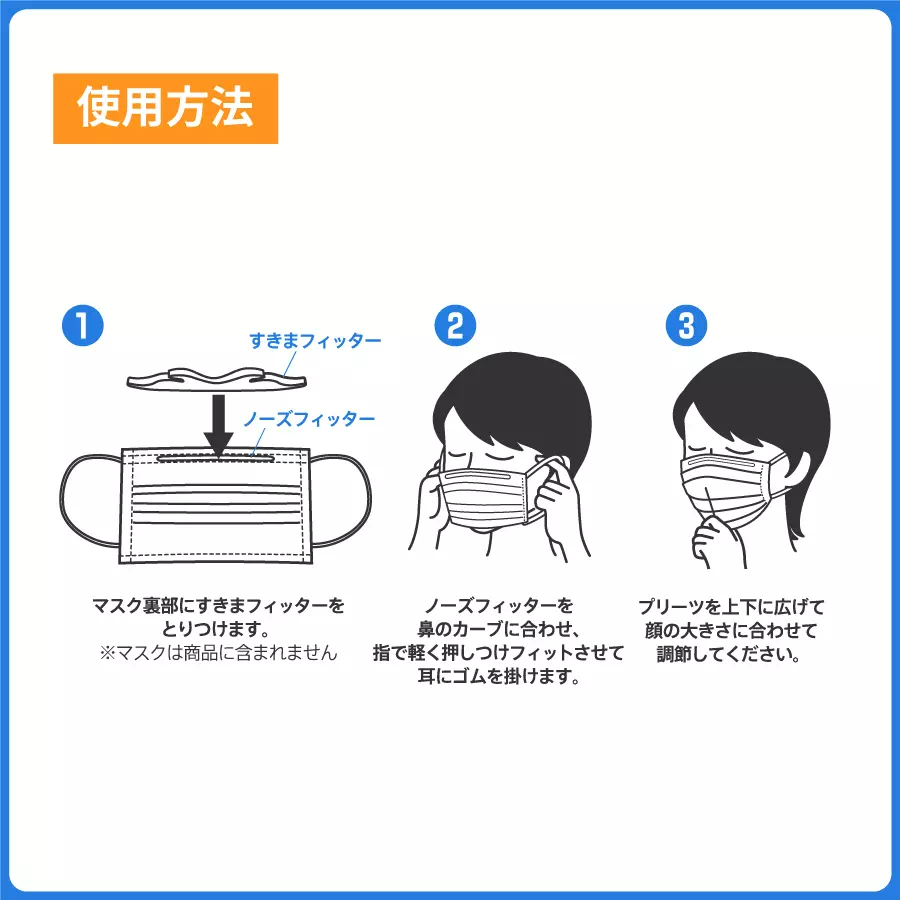 使用方法
1
すきまフィッター
ノーズフィッター
マスク裏部にすきまフィッターを
とりつけます。
※マスクは商品に含まれません
2
ノーズフィッターを
鼻のカーブに合わせ、
指で軽く押しつけフィットさせて
耳にゴムを掛けます。
3
プリーツを上下に広げて
顔の大きさに合わせて
調節してください。